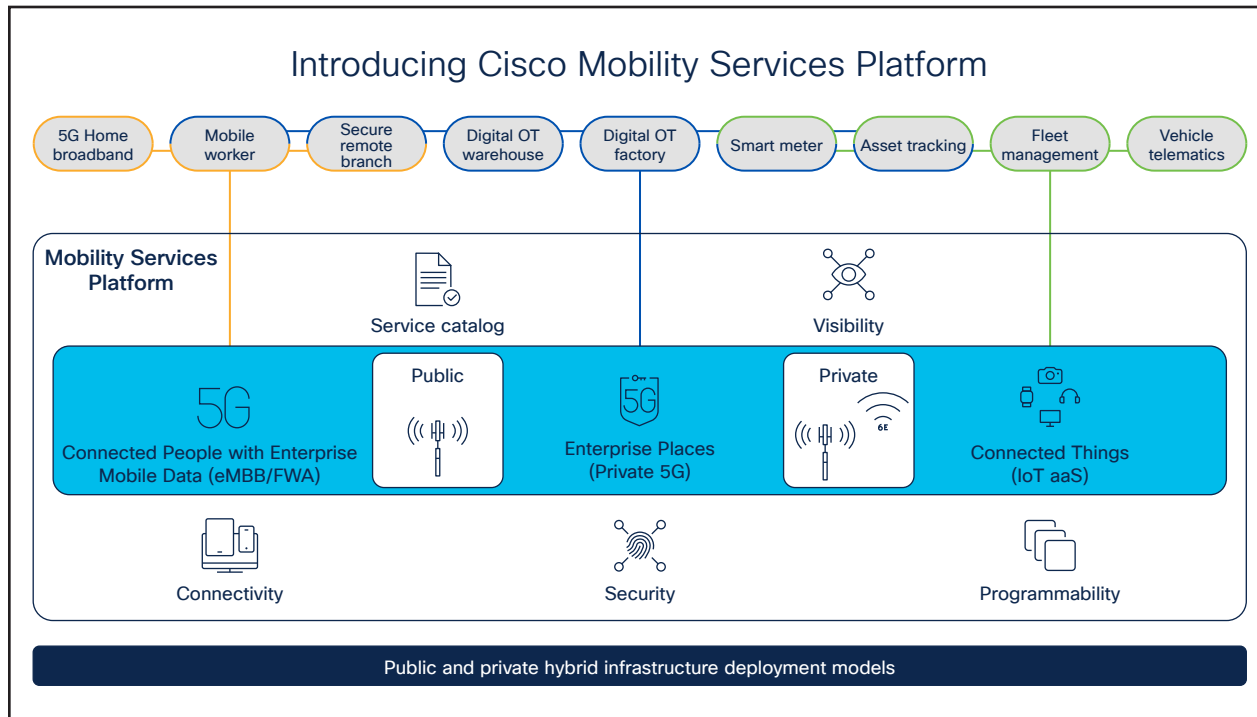 Introducing Cisco Mobility Services Platform
5G Home
broadband
Mobile
worker
Secure
remote
branch
Digital OT
warehouse
Digital OT
factory
Smart meter
Asset tracking
Fleet
management
Vehicle
telematics
Mobility Services
Platform
Service catalog
Visibility
5G
Connected People with Enterprise
Mobile Data (eMBB/FWA)
Public
5G
Enterprise Places
(Private 5G)
Private
6E
Connected Things
(IoT aaS)
Connectivity
Security
Programmability
Public and private hybrid infrastructure deployment models